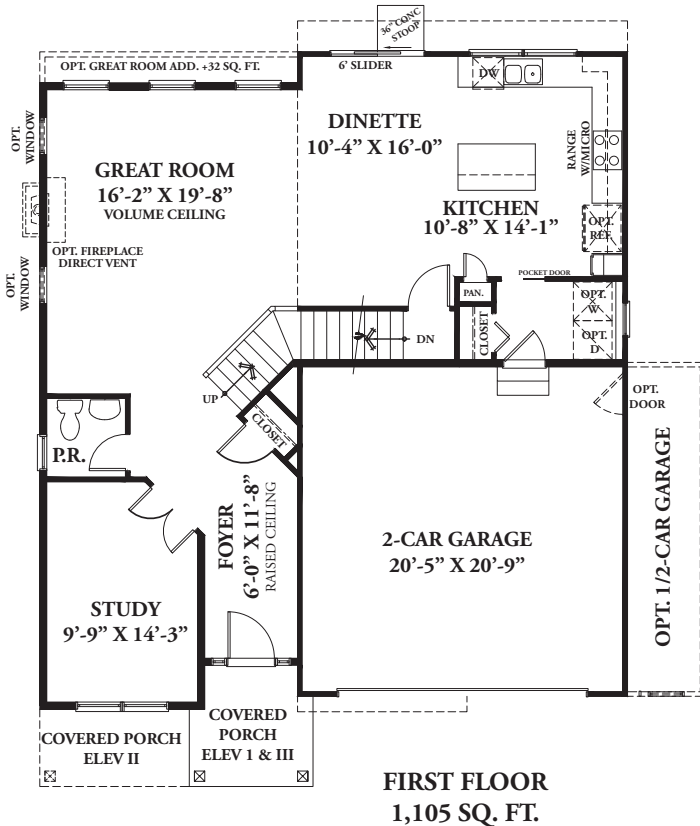 36" CONC
STOOP
OPT. GREAT ROOM ADD. +32 SQ. FT.
6' SLIDER
DW
OPT.
WINDOW
DINETTE
10'-4" X 16'-0"
RANGE
W/MICRO
GREAT ROOM
16'-2" X 19'-8"
VOLUME CEILING
KITCHEN
10'-8" X 14'-1"
OPT.
REF.
OPT. FIREPLACE
DIRECT VENT
OPT.
WINDOW
POCKET DOOR
PAN.
OPT.
W
OPT.
D
CLOSET
DN
UP
CLOSET
OPT.
DOOR
P.R.
FOYER
6'-0" X 11'-8"
RAISED CEILING
2-CAR GARAGE
20'-5" X 20'-9"
OPT. 1/2-CAR GARAGE
STUDY
9'-9" X 14'-3"
COVERED PORCH
ELEV II
COVERED
PORCH
ELEV 1 & III
FIRST FLOOR
1,105 SQ. FT.